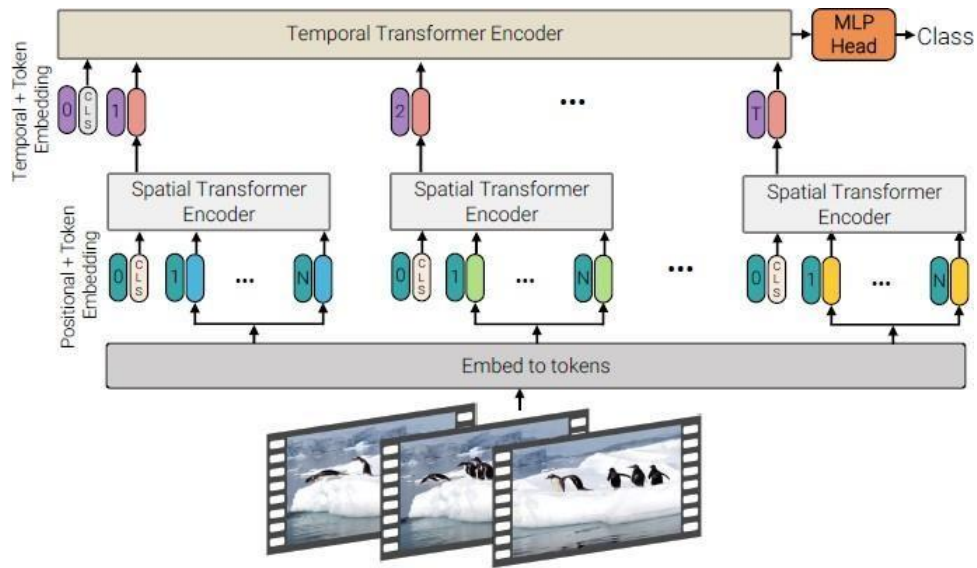 Temporal Transformer Encoder
MLP
Head
Class
Temporal + Token
Embedding
0
CLS
1
2
...
T
Spatial Transformer
Encoder
Spatial Transformer
Encoder
Spatial Transformer
Encoder
Positional + Token
Embedding
0
CLS
1
...
N
0
CLS
1
...
N
...
0
CLS
1
...
N
Embed to tokens